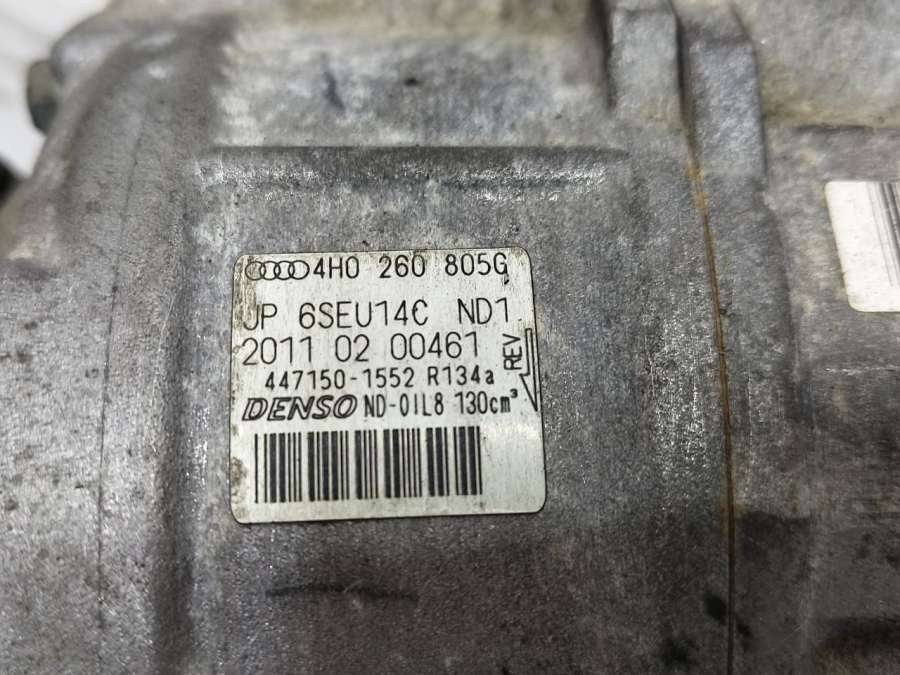 4H0 260 805G
JP 6SEU14C ND1
2011 02 00461
REV
447150-1552 R134a
DENSO ND-OIL8 130cm³